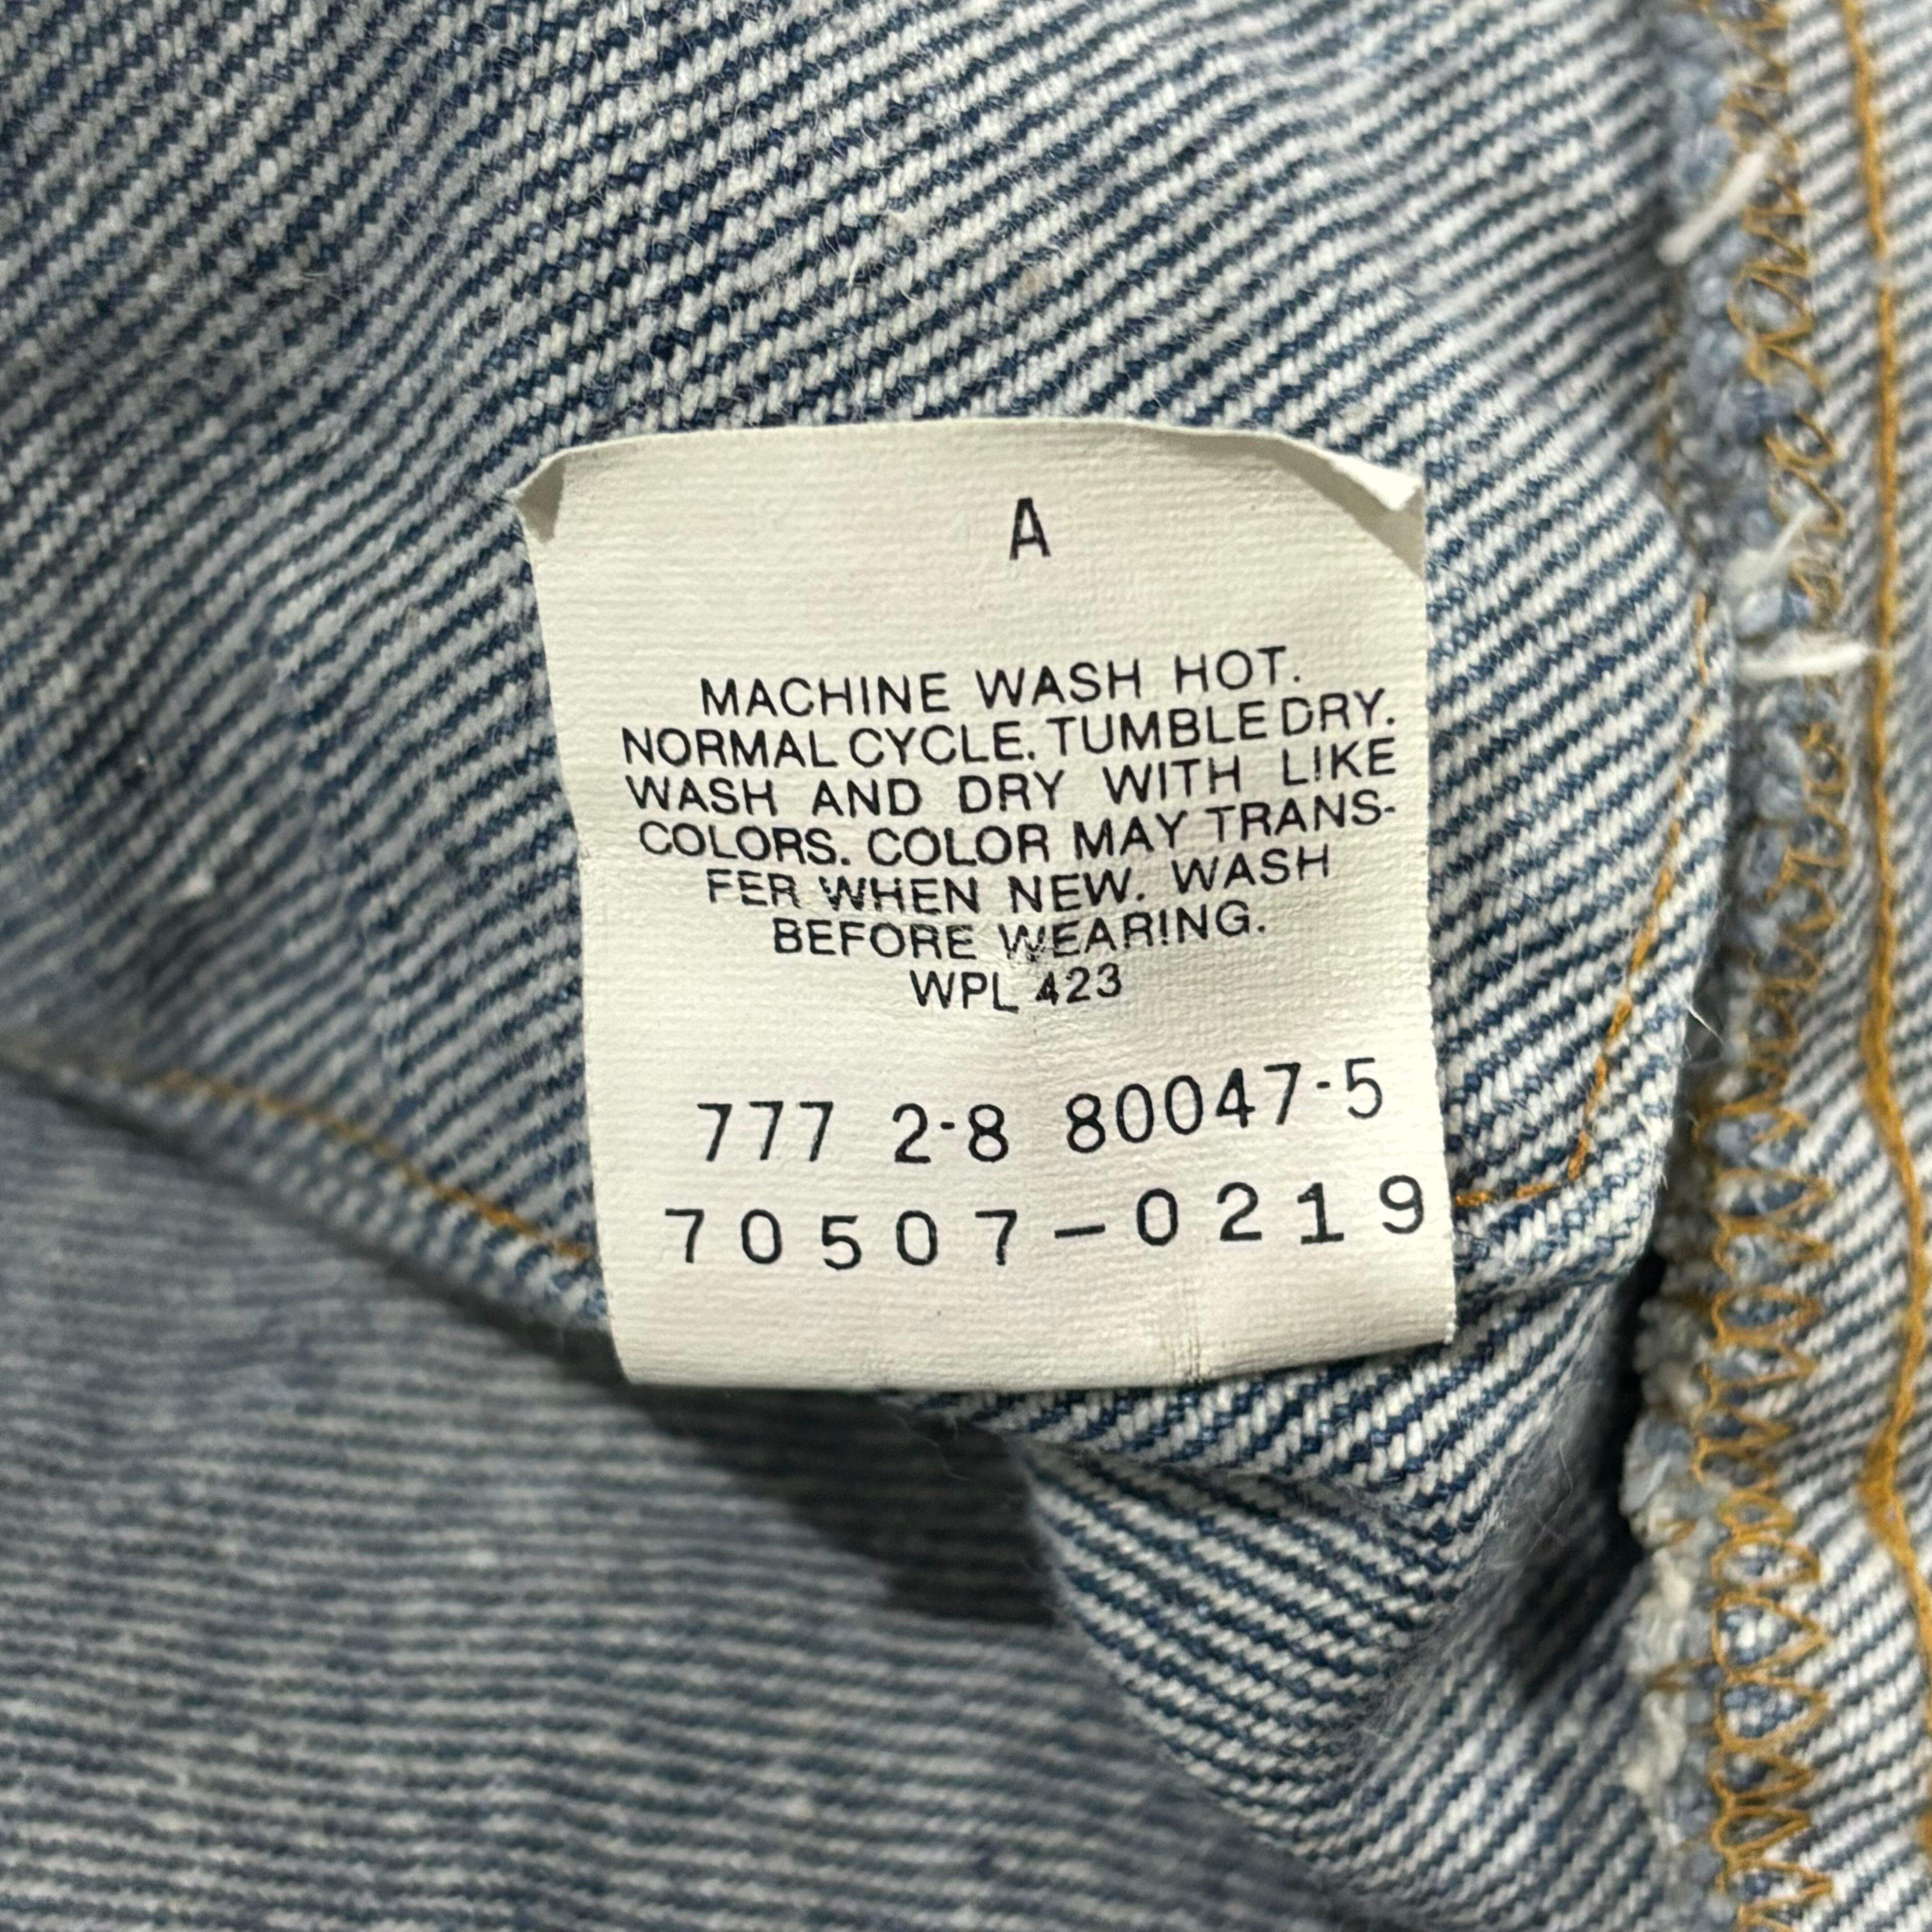 A
MACHINE WASH HOT.
NORMAL CYCLE. TUMBLE DRY.
WASH AND DRY WITH LIKE
COLORS. COLOR MAY TRANS-
FER WHEN NEW. WASH
BEFORE WEARING.
WPL 423
777 2-8 80047-5
70507-0219